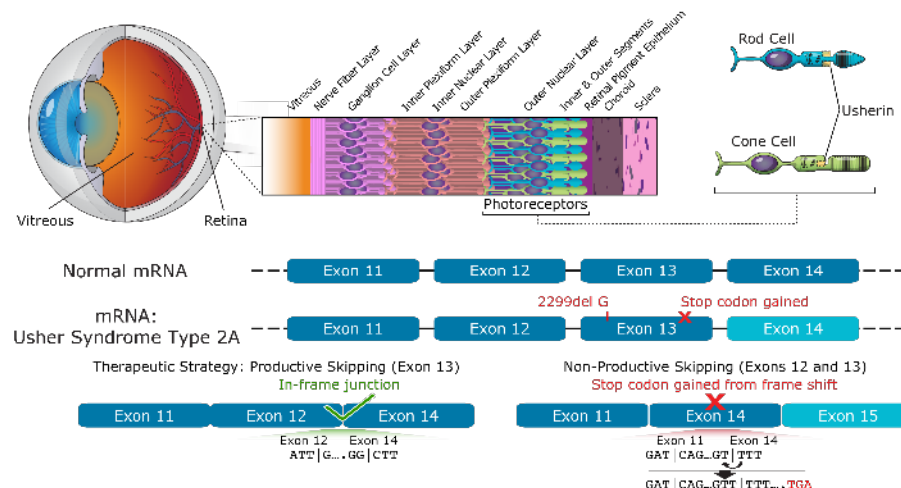 Vitreous
Nerve Fiber Layer
Ganglion Cell Layer
Inner Plexiform Layer
Inner Nuclear Layer
Outer Plexiform Layer
Outer Nuclear Layer
Inner & Outer Segments
Retinal Pigment Epithelium
Choroid
Sclera
Rod Cell
Usherin
Cone Cell
Vitreous
Retina
Photoreceptors
Normal mRNA
Exon 11
Exon 12
Exon 13
Exon 14
2299del G
Stop codon gained
mRNA:
Usher Syndrome Type 2A
Exon 11
Exon 12
Exon 13
Exon 14
Therapeutic Strategy: Productive Skipping (Exon 13)
In-frame junction
Exon 11
Exon 12
Exon 14
Exon 12 Exon 14
ATT|G....GG|CTT
Non-Productive Skipping (Exons 12 and 13)
Stop codon gained from frame shift
Exon 11
Exon 14
Exon 15
Exon 11 Exon 14
GAT|CAG...GT|TTT
GAT|CAG...GTT|TTT....TGA